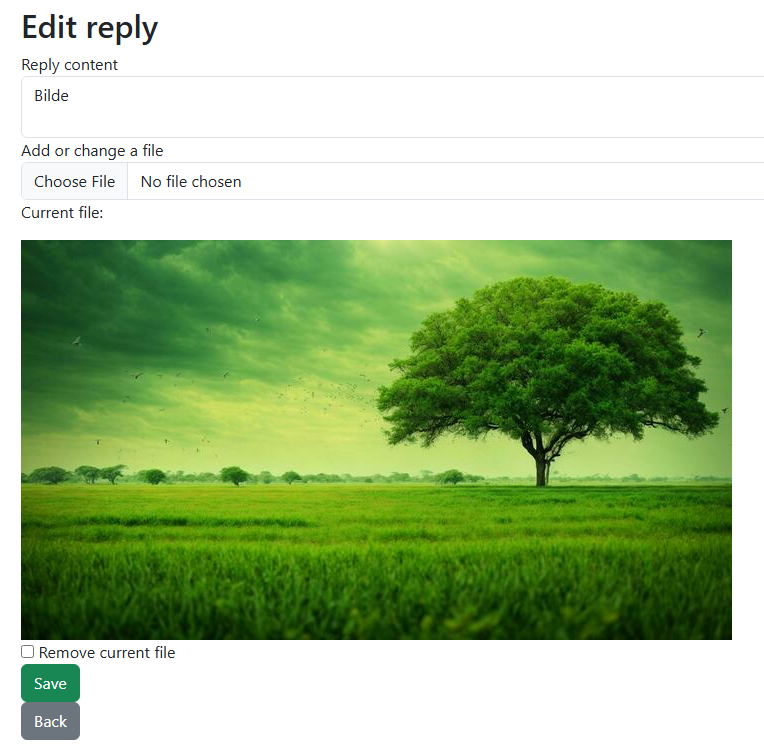 Edit reply
Reply content
Bilde
Add or change a file
Choose File No file chosen
Current file:
Remove current file
Save
Back